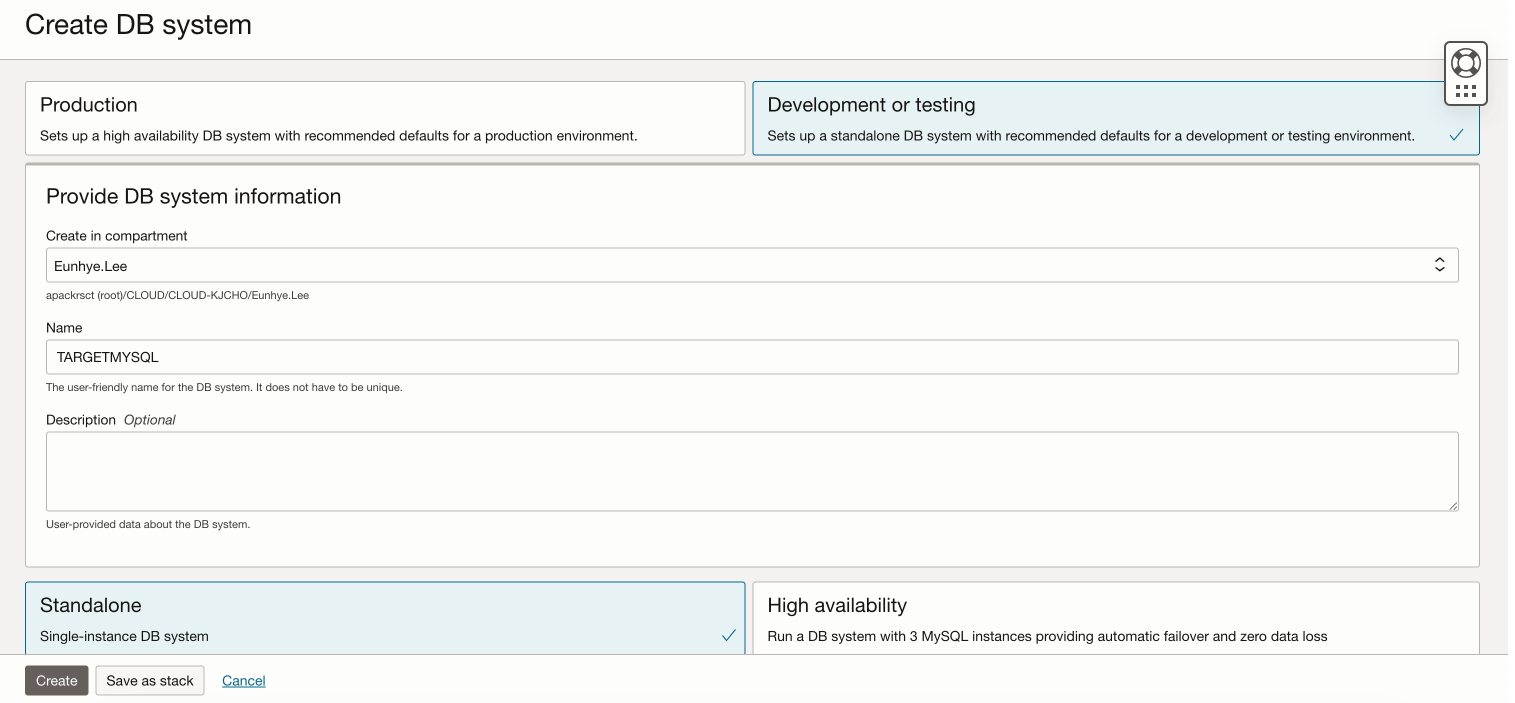 Create DB system
Production
Sets up a high availability DB system with recommended defaults for a production environment.
Development or testing
Sets up a standalone DB system with recommended defaults for a development or testing environment.
Provide DB system information
Create in compartment
Eunhye.Lee
apackrsct (root)/CLOUD/CLOUD-KJCHO/Eunhye.Lee
Name
TARGETMYSQL
The user-friendly name for the DB system. It does not have to be unique.
Description Optional
User-provided data about the DB system.
Standalone
Single-instance DB system
High availability
Run a DB system with 3 MySQL instances providing automatic failover and zero data loss
Create Save as stack Cancel